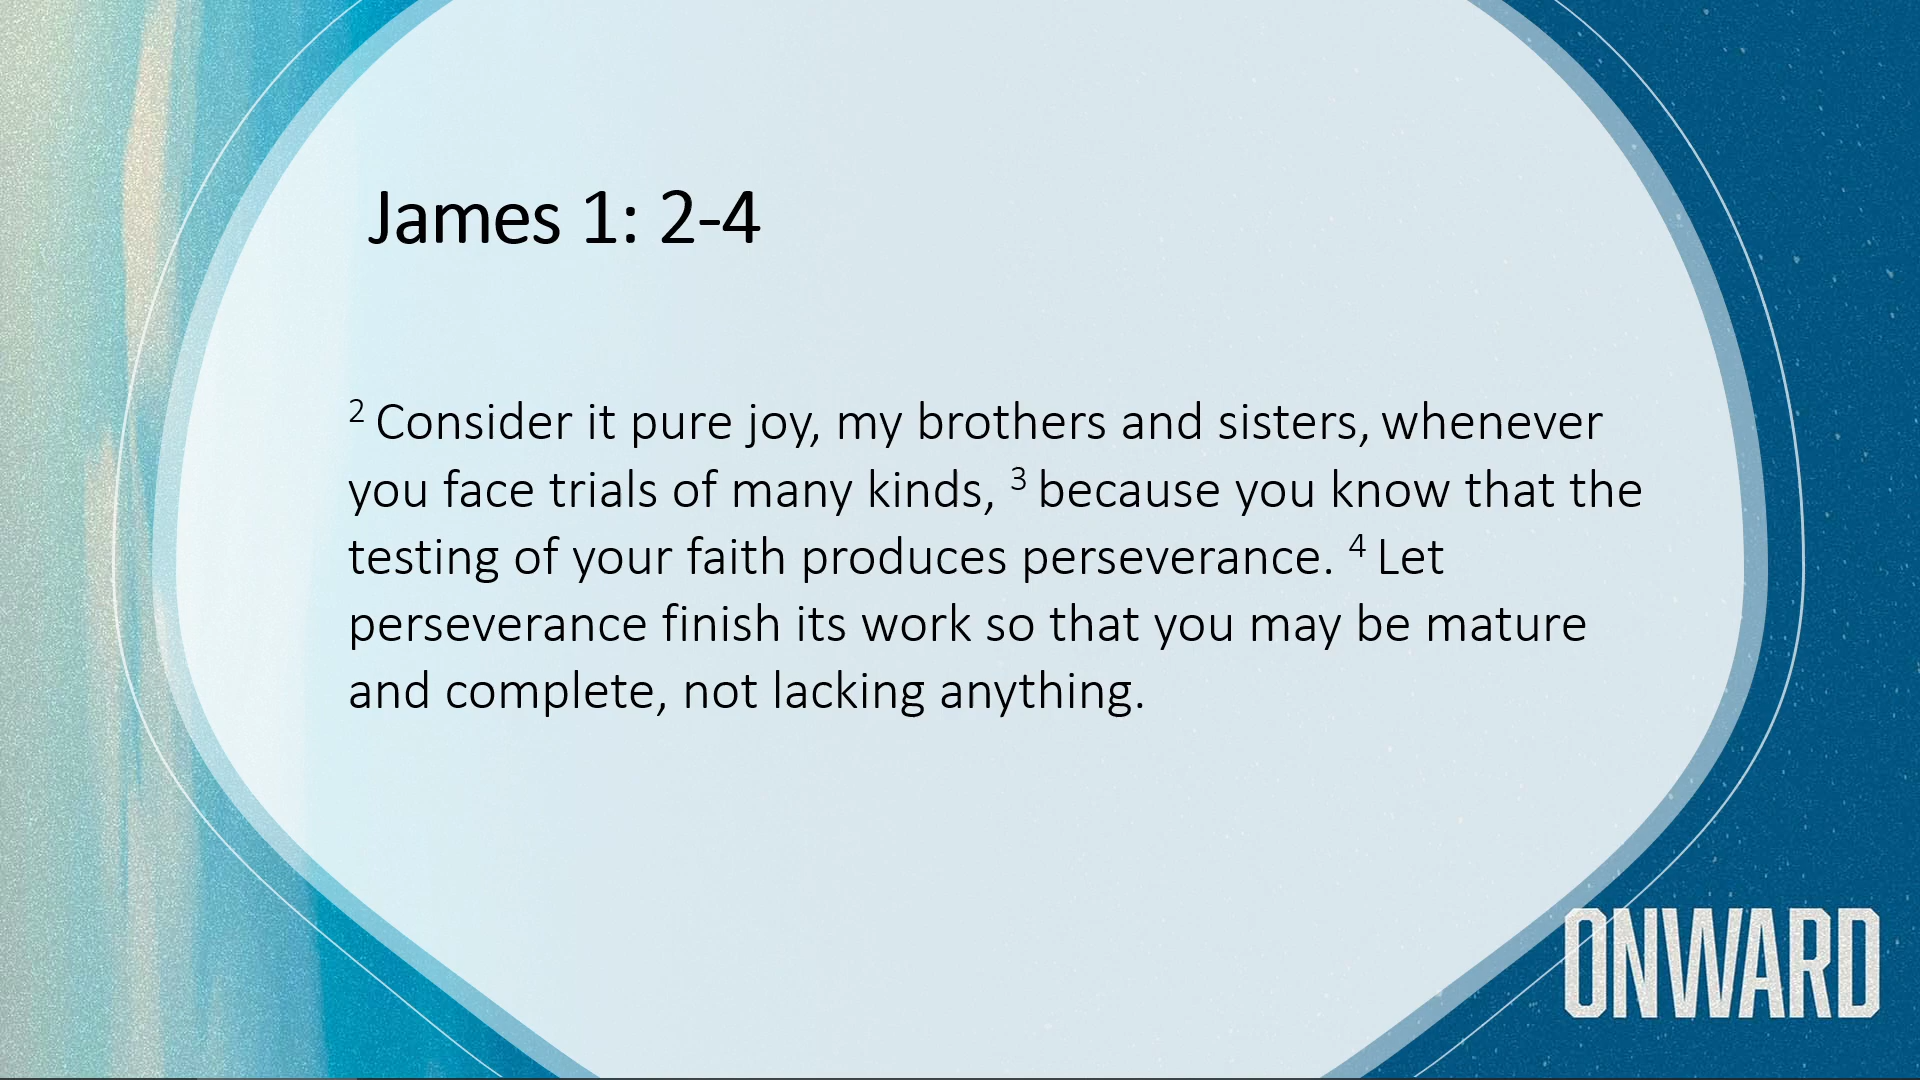 James 1: 2-4
2 Consider it pure joy, my brothers and sisters, whenever
you face trials of many kinds, 3 because you know that the
testing of your faith produces perseverance. 4 Let
perseverance finish its work so that you may be mature
and complete, not lacking anything.
ONWARD